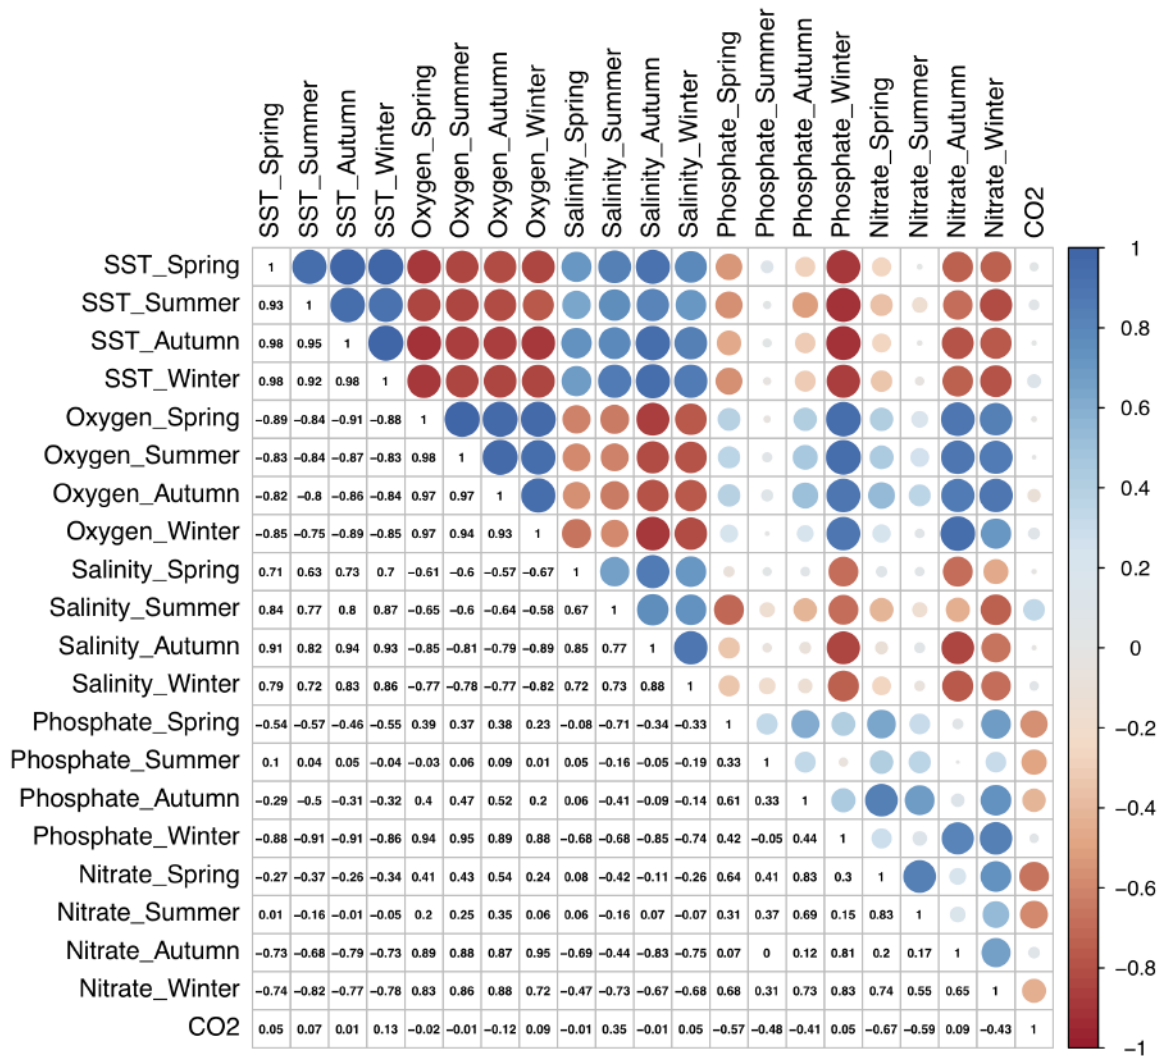 SST_Spring SST_Summer SST_Autumn SST_Winter Oxygen_Spring Oxygen_Summer Oxygen_Autumn Oxygen_Winter Salinity_Spring Salinity_Summer Salinity_Autumn Salinity_Winter Phosphate_Spring Phosphate_Summer Phosphate_Autumn Phosphate_Winter Nitrate_Spring Nitrate_Summer Nitrate_Autumn Nitrate_Winter CO2
SST_Spring 1
SST_Summer 0.93 1
SST_Autumn 0.98 0.95 1
SST_Winter 0.98 0.92 0.98 1
Oxygen_Spring −0.89 −0.84 −0.91 −0.88 1
Oxygen_Summer −0.83 −0.84 −0.87 −0.83 0.98 1
Oxygen_Autumn −0.82 −0.8 −0.86 −0.84 0.97 0.97 1
Oxygen_Winter −0.85 −0.75 −0.89 −0.85 0.97 0.94 0.93 1
Salinity_Spring 0.71 0.63 0.73 0.7 −0.61 −0.6 −0.57 −0.67 1
Salinity_Summer 0.84 0.77 0.8 0.87 −0.65 −0.6 −0.64 −0.58 0.67 1
Salinity_Autumn 0.91 0.82 0.94 0.93 −0.85 −0.81 −0.79 −0.89 0.85 0.77 1
Salinity_Winter 0.79 0.72 0.83 0.86 −0.77 −0.78 −0.77 −0.82 0.72 0.73 0.88 1
Phosphate_Spring −0.54 −0.57 −0.46 −0.55 0.39 0.37 0.38 0.23 −0.08 −0.71 −0.34 −0.33 1
Phosphate_Summer 0.1 0.04 0.05 −0.04 −0.03 0.06 0.09 0.01 0.05 −0.16 −0.05 −0.19 0.33 1
Phosphate_Autumn −0.29 −0.5 −0.31 −0.32 0.4 0.47 0.52 0.2 0.06 −0.41 −0.09 −0.14 0.61 0.33 1
Phosphate_Winter −0.88 −0.91 −0.91 −0.86 0.94 0.95 0.89 0.88 −0.68 −0.68 −0.85 −0.74 0.42 −0.05 0.44 1
Nitrate_Spring −0.27 −0.37 −0.26 −0.34 0.41 0.43 0.54 0.24 0.08 −0.42 −0.11 −0.26 0.64 0.41 0.83 0.3 1
Nitrate_Summer 0.01 −0.16 −0.01 −0.05 0.2 0.25 0.35 0.06 0.06 −0.16 0.07 −0.07 0.31 0.37 0.69 0.15 0.83 1
Nitrate_Autumn −0.73 −0.68 −0.79 −0.73 0.89 0.88 0.87 0.95 −0.69 −0.44 −0.83 −0.75 0.07 0 0.12 0.81 0.2 0.17 1
Nitrate_Winter −0.74 −0.82 −0.77 −0.78 0.83 0.86 0.88 0.72 −0.47 −0.73 −0.67 −0.68 0.68 0.31 0.73 0.83 0.74 0.55 0.65 1
CO2 0.05 0.07 0.01 0.13 −0.02 −0.01 −0.12 0.09 −0.01 0.35 −0.01 0.05 −0.57 −0.48 −0.41 0.05 −0.67 −0.59 0.09 −0.43 1
1
0.8
0.6
0.4
0.2
0
−0.2
−0.4
−0.6
−0.8
−1